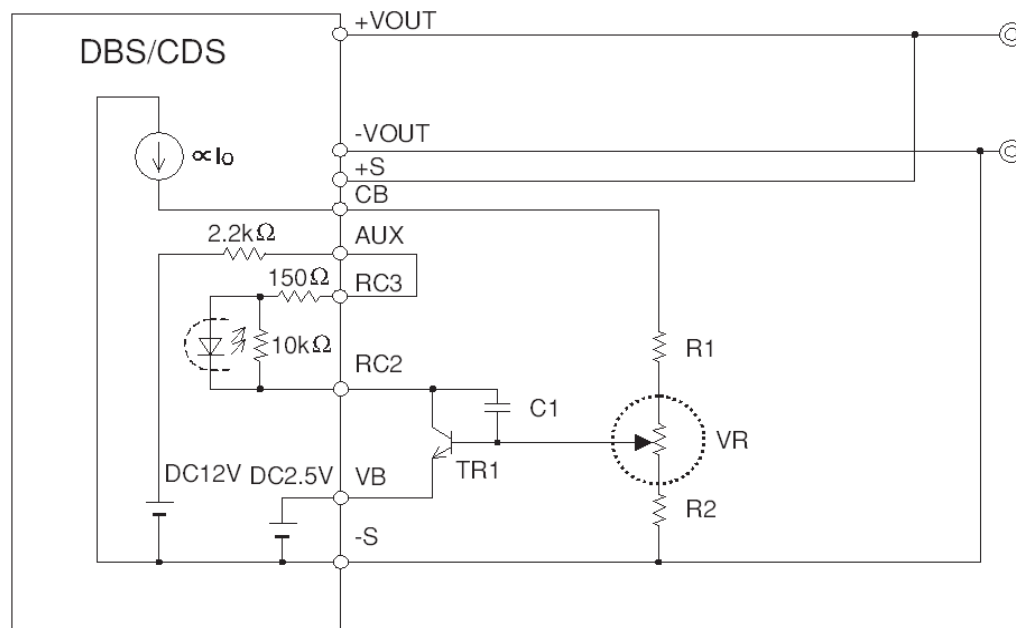 +VOUT
DBS/CDS
-VOUT
∝Io
+S
CB
2.2kΩ
AUX
150Ω
RC3
10kΩ
R1
RC2
C1
VR
TR1
DC12V
DC2.5V
VB
R2
-S